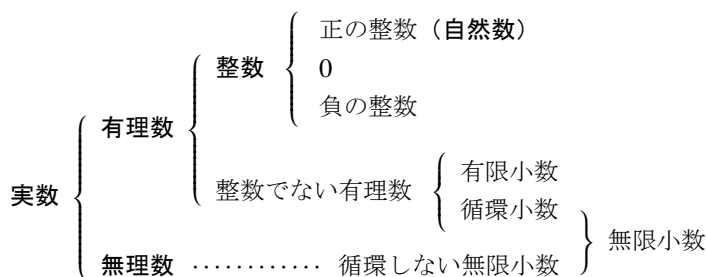 正の整数（自然数）
整数
0
負の整数
有理数
実数
整数でない有理数
有限小数
循環小数
無限小数
無理数 ………… 循環しない無限小数